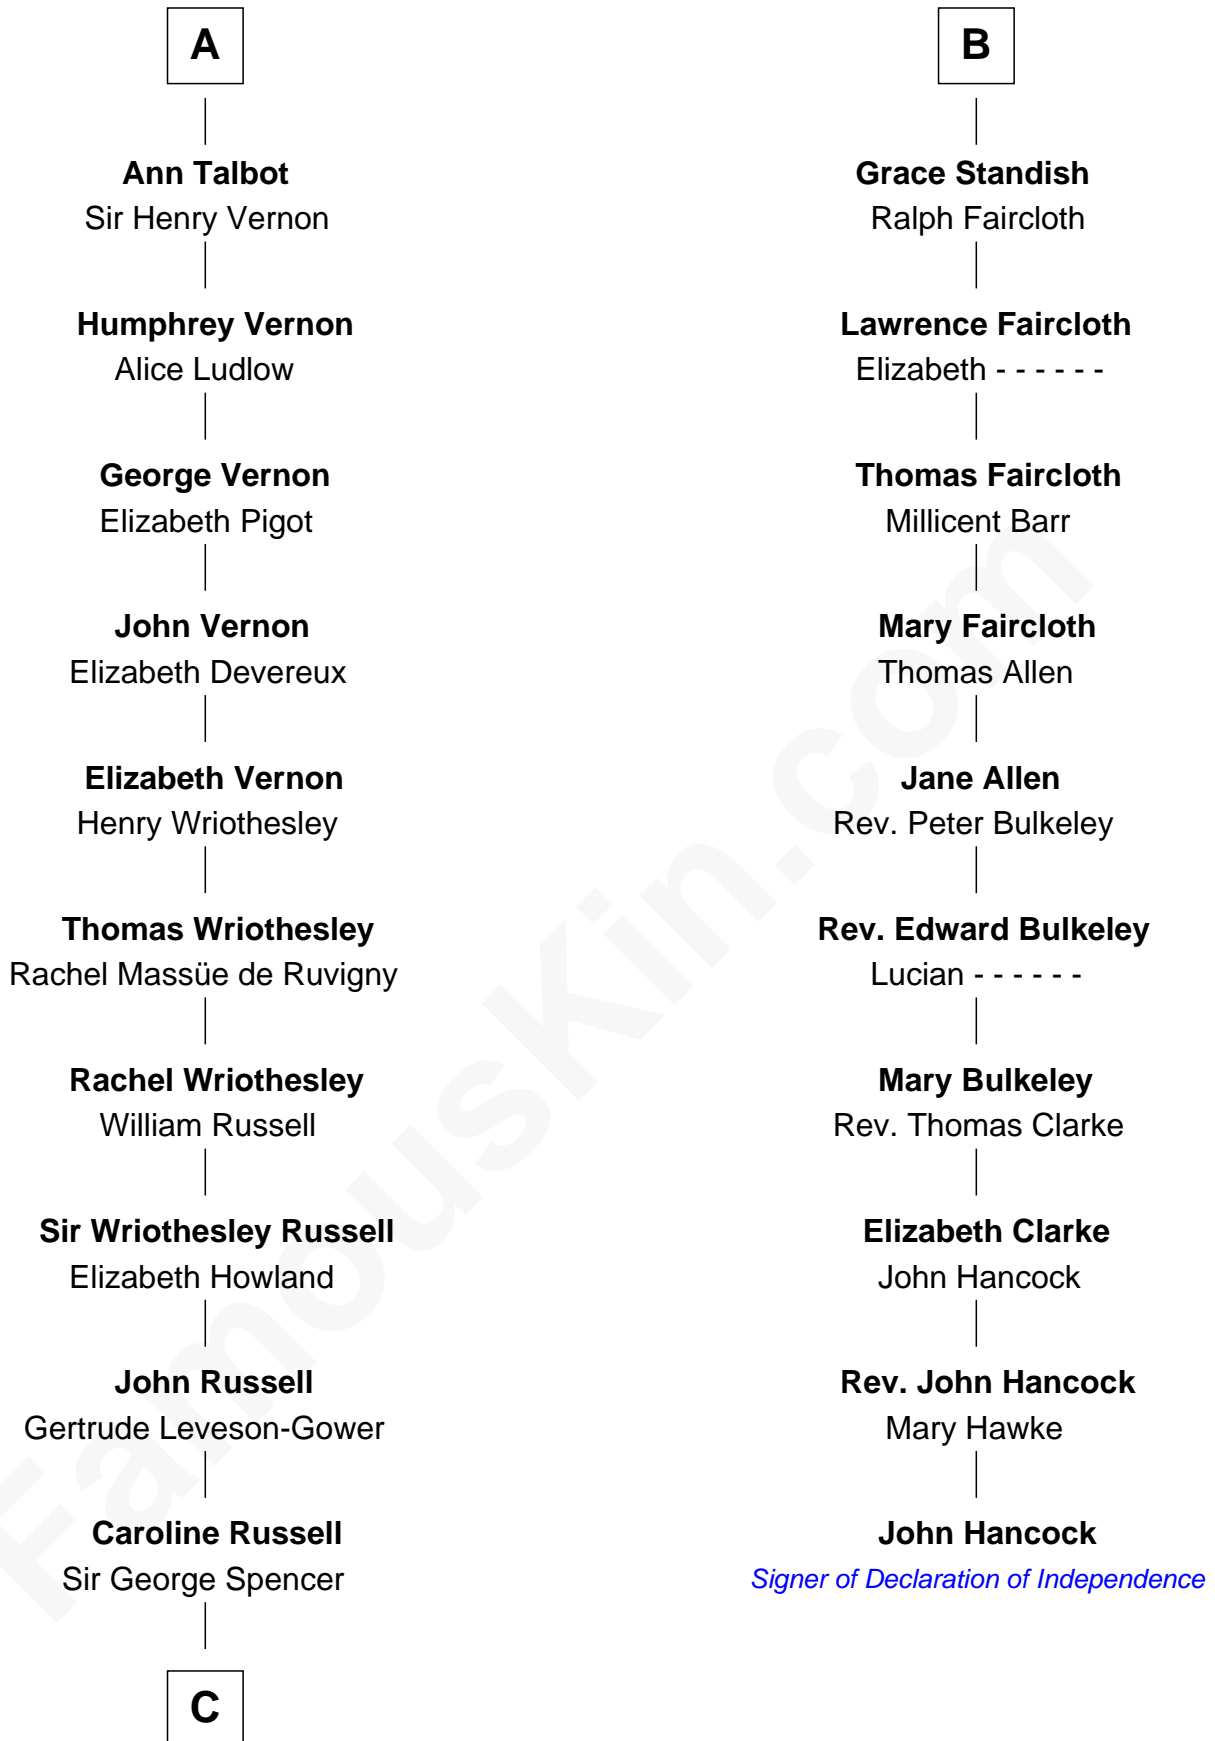 A
Ann Talbot
Sir Henry Vernon
Humphrey Vernon
Alice Ludlow
George Vernon
Elizabeth Pigot
John Vernon
Elizabeth Devereux
Elizabeth Vernon
Henry Wriothesley
Thomas Wriothesley
Rachel Massüe de Ruvigny
Rachel Wriothesley
William Russell
Sir Wriothesley Russell
Elizabeth Howland
John Russell
Gertrude Leveson-Gower
Caroline Russell
Sir George Spencer
C
B
Grace Standish
Ralph Faircloth
Lawrence Faircloth
Elizabeth - - - - - -
Thomas Faircloth
Millicent Barr
Mary Faircloth
Thomas Allen
Jane Allen
Rev. Peter Bulkeley
Rev. Edward Bulkeley
Lucian - - - - - -
Mary Bulkeley
Rev. Thomas Clarke
Elizabeth Clarke
John Hancock
Rev. John Hancock
Mary Hawke
John Hancock
Signer of Declaration of Independence
FamousKin.com